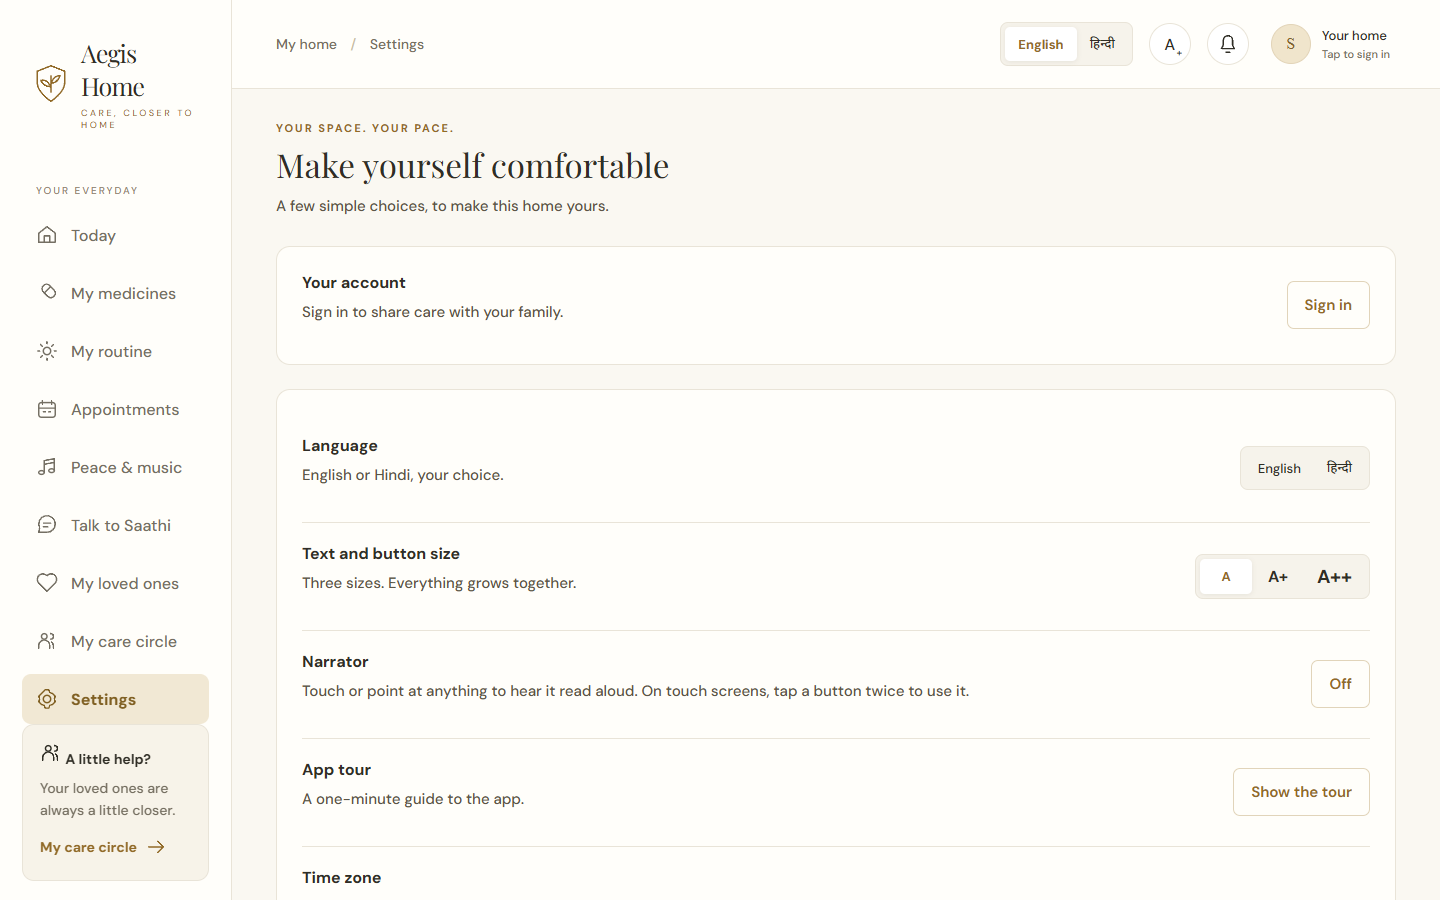 Aegis
Home
CARE, CLOSER TO
HOME
YOUR EVERYDAY
Today
My medicines
My routine
Appointments
Peace & music
Talk to Saathi
My loved ones
My care circle
Settings
A little help?
Your loved ones are
always a little closer.
My care circle
My home / Settings
English हिन्दी
A+
S
Your home
Tap to sign in
YOUR SPACE. YOUR PACE.
Make yourself comfortable
A few simple choices, to make this home yours.
Your account
Sign in to share care with your family.
Sign in
Language
English or Hindi, your choice.
English हिन्दी
Text and button size
Three sizes. Everything grows together.
A A+ A++
Narrator
Touch or point at anything to hear it read aloud. On touch screens, tap a button twice to use it.
Off
App tour
A one-minute guide to the app.
Show the tour
Time zone